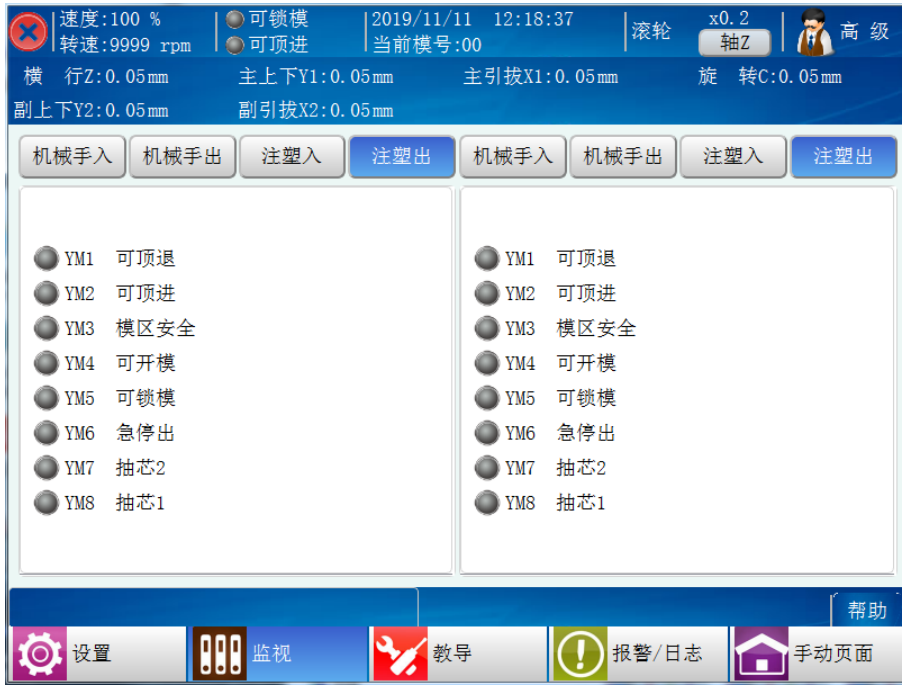 速度:100 %
转速:9999 rpm
可锁模
可顶进
2019/11/11 12:18:37
当前模号:00
滚轮
x0.2
轴Z
高 级
横 行Z:0.05mm 主上下Y1:0.05mm 主引拔X1:0.05mm 旋 转C:0.05mm
副上下Y2:0.05mm 副引拔X2:0.05mm
机械手入 机械手出 注塑入 注塑出 机械手入 机械手出 注塑入 注塑出
YM1 可顶退
YM2 可顶进
YM3 模区安全
YM4 可开模
YM5 可锁模
YM6 急停出
YM7 抽芯2
YM8 抽芯1
YM1 可顶退
YM2 可顶进
YM3 模区安全
YM4 可开模
YM5 可锁模
YM6 急停出
YM7 抽芯2
YM8 抽芯1
帮助
设置 监视 教导 报警/日志 手动页面